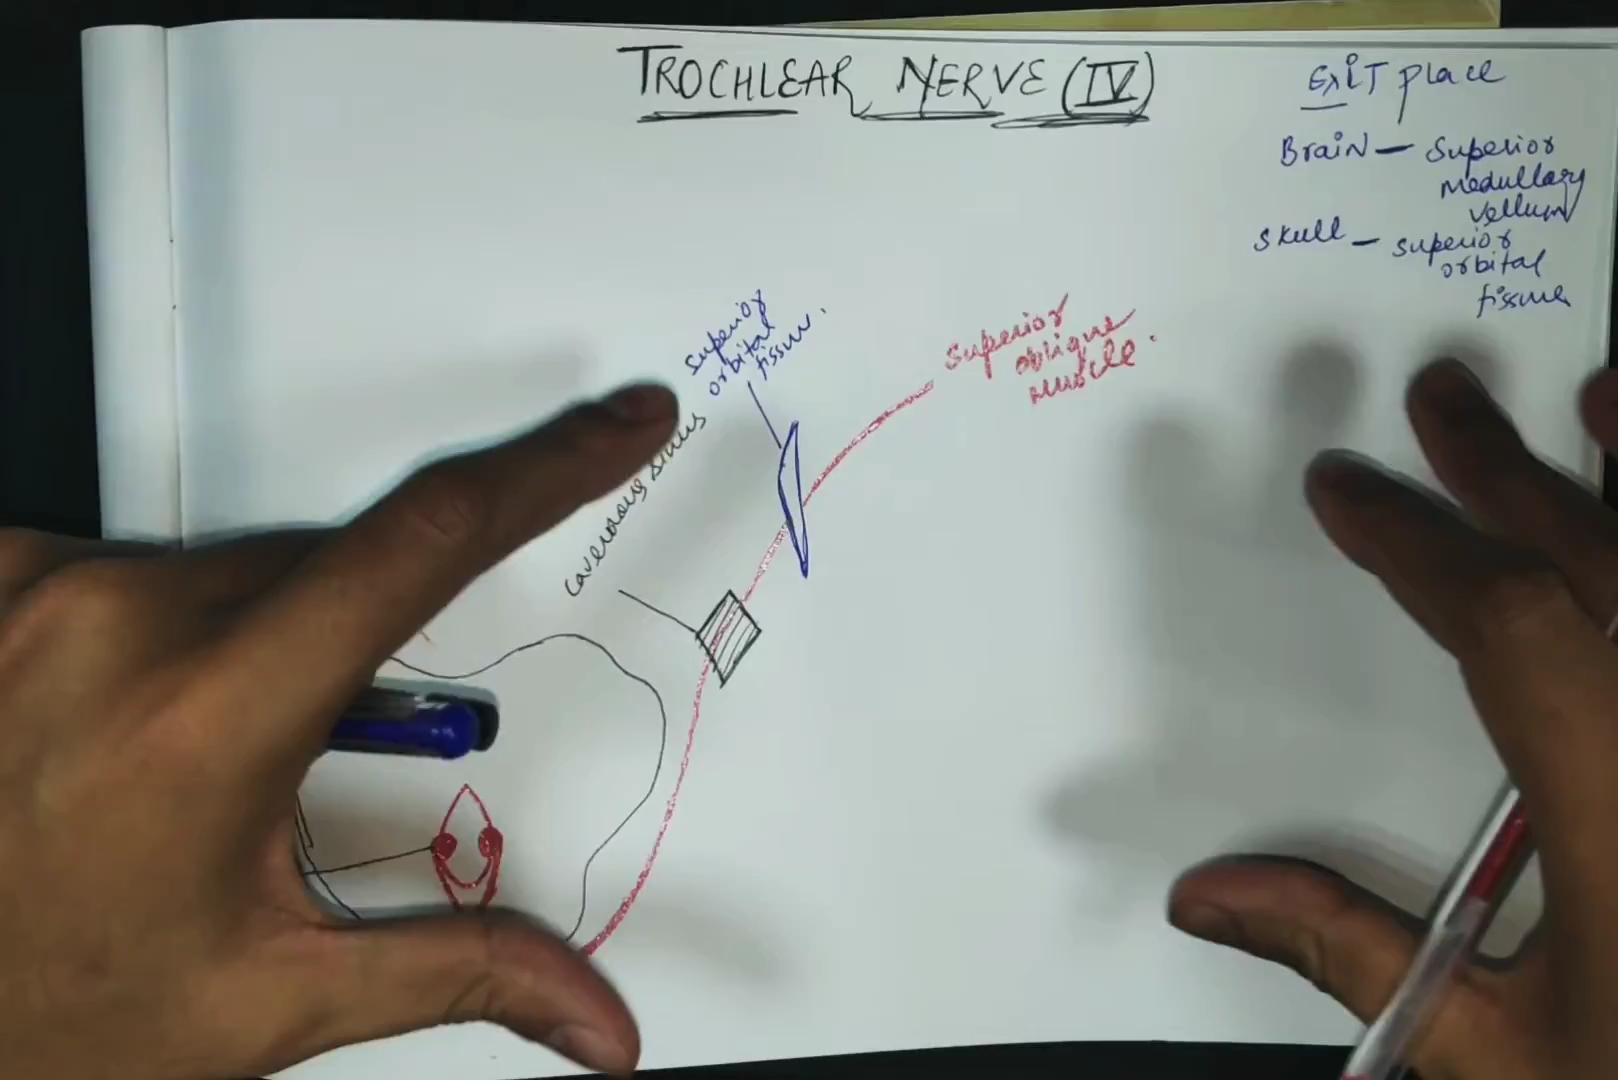 TROCHLEAR NERVE (IV)
EXIT place
BraiN — Superior
Medullary
Vellum
Skull — Superior
orbital
fissure
Superior
orbital
fissur.
Superior
oblique
Muscle.
Cavernous sinus